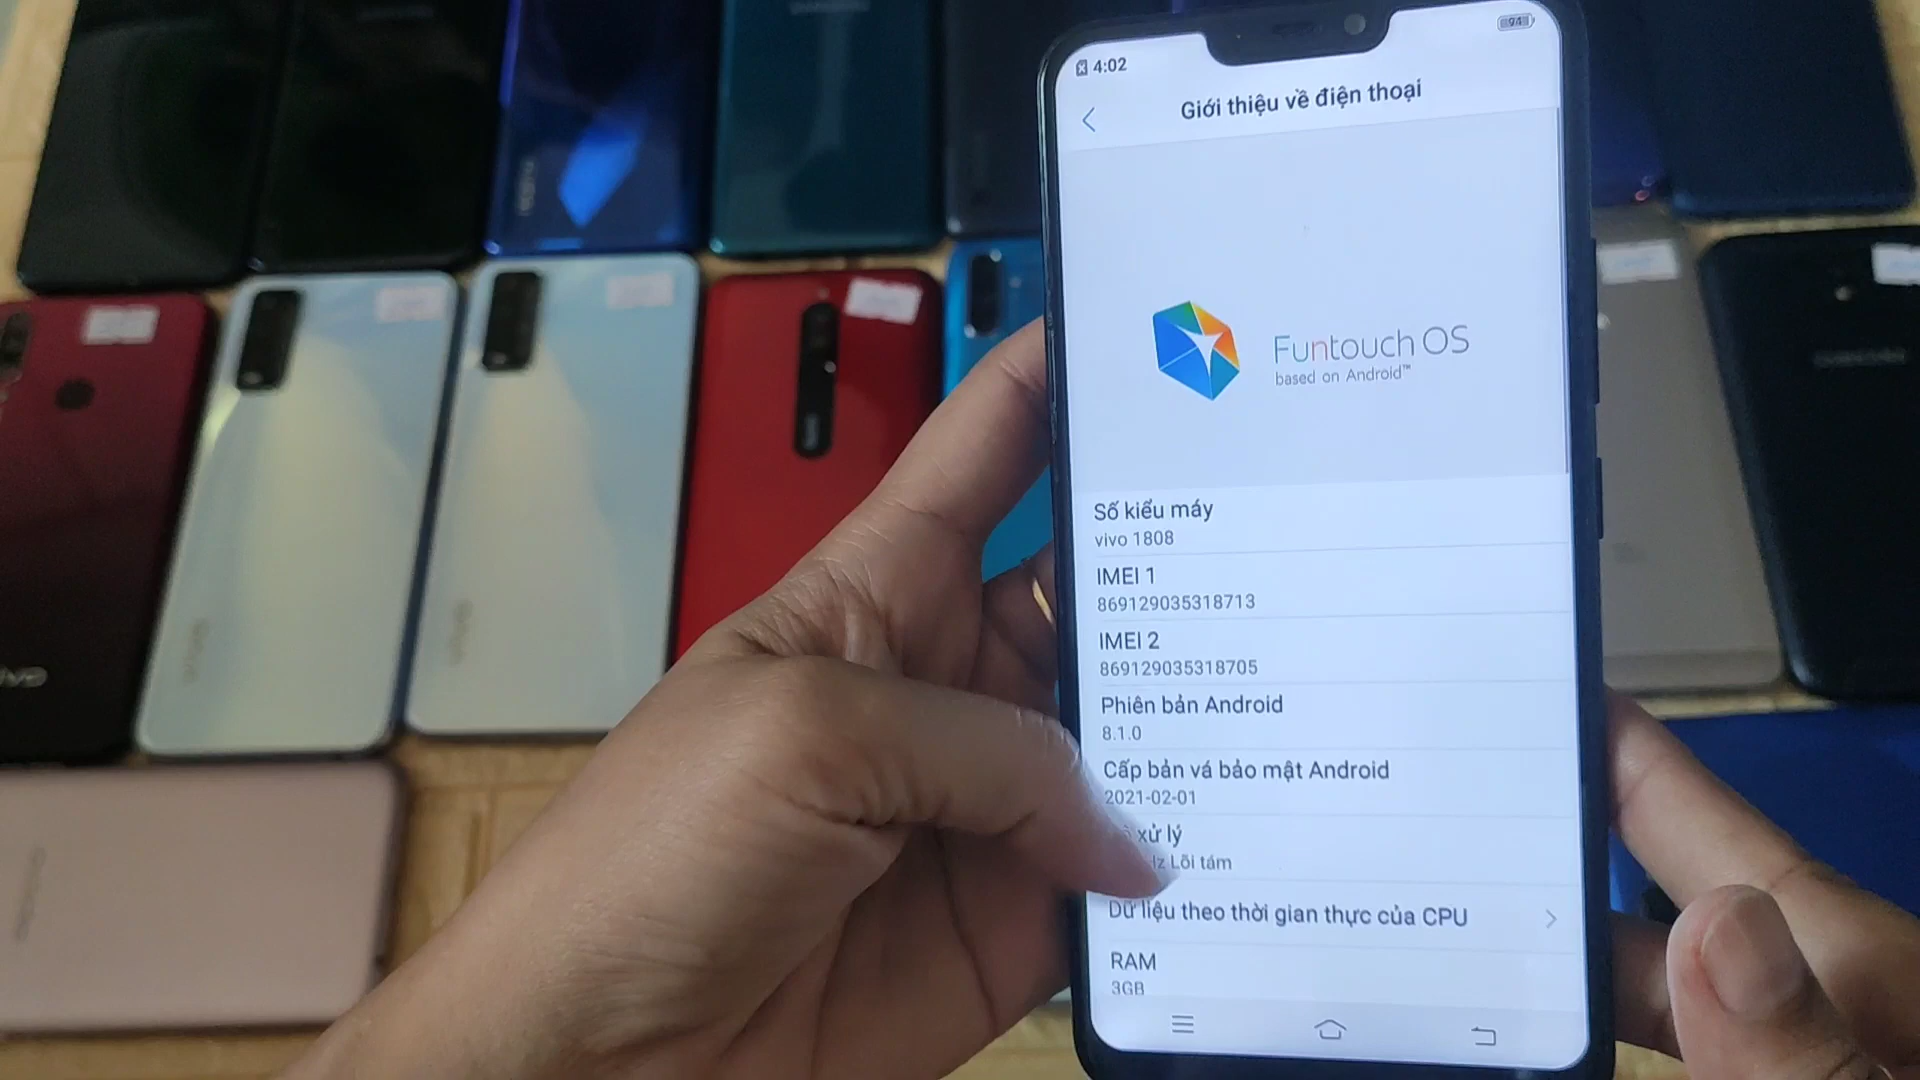 4:02
94
Giới thiệu về điện thoại
Funtouch OS
based on Android™
Số kiểu máy
vivo 1808
IMEI 1
869129035318713
IMEI 2
869129035318705
Phiên bản Android
8.1.0
Cấp bản vá bảo mật Android
2021-02-01
xử lý
Lõi tám
Dữ liệu theo thời gian thực của CPU
RAM
3GB